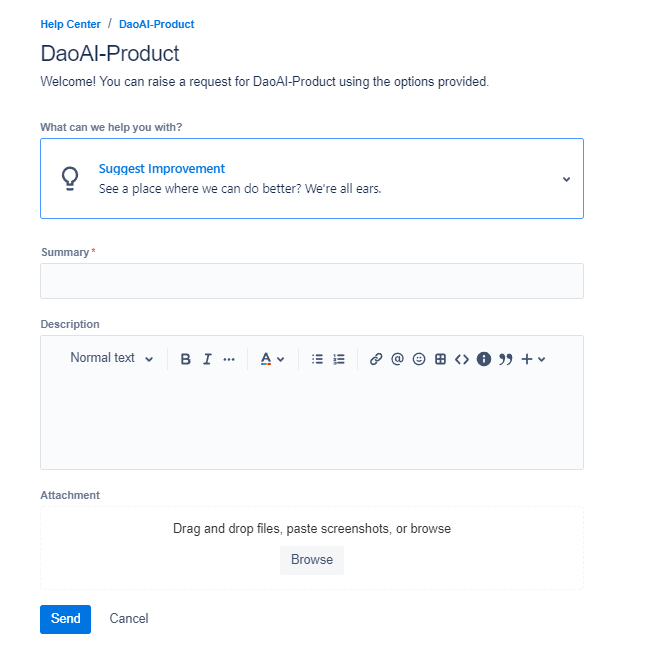 Help Center / DaoAI-Product
DaoAI-Product
Welcome! You can raise a request for DaoAI-Product using the options provided.
What can we help you with?
Suggest Improvement
See a place where we can do better? We're all ears.
Summary *
Description
Normal text B I ... A @ <> i ” +
Attachment
Drag and drop files, paste screenshots, or browse
Browse
Send Cancel